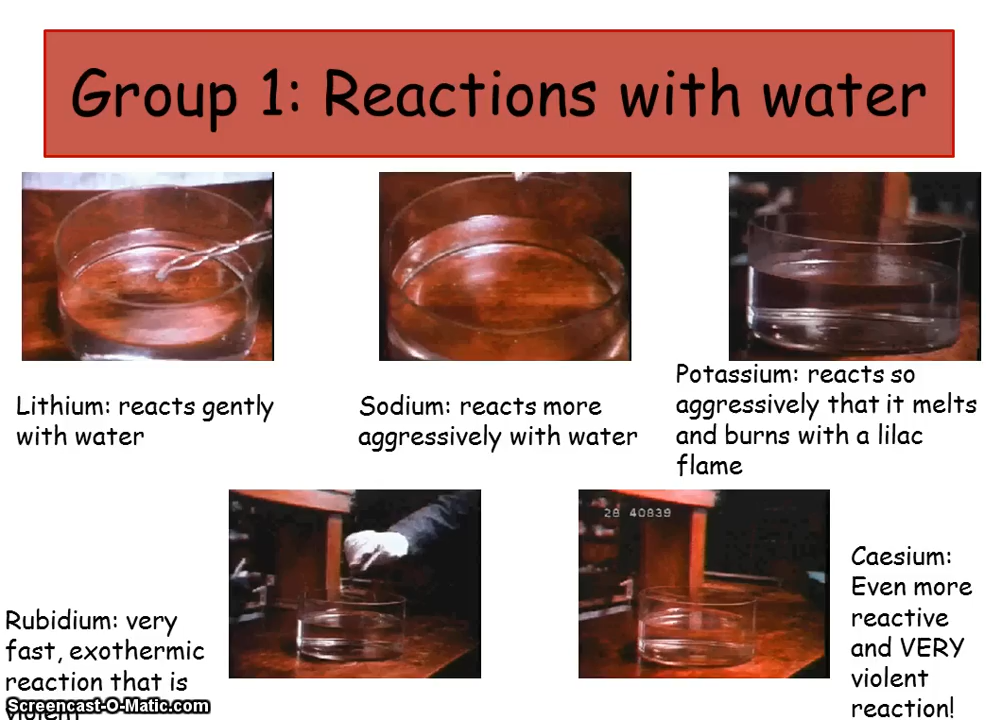 Group 1: Reactions with water
Lithium: reacts gently
with water
Sodium: reacts more
aggressively with water
Potassium: reacts so
aggressively that it melts
and burns with a lilac
flame
28 40839
Rubidium: very
fast, exothermic
reaction that is
violent
Screencast-O-Matic.com
Caesium:
Even more
reactive
and VERY
violent
reaction!